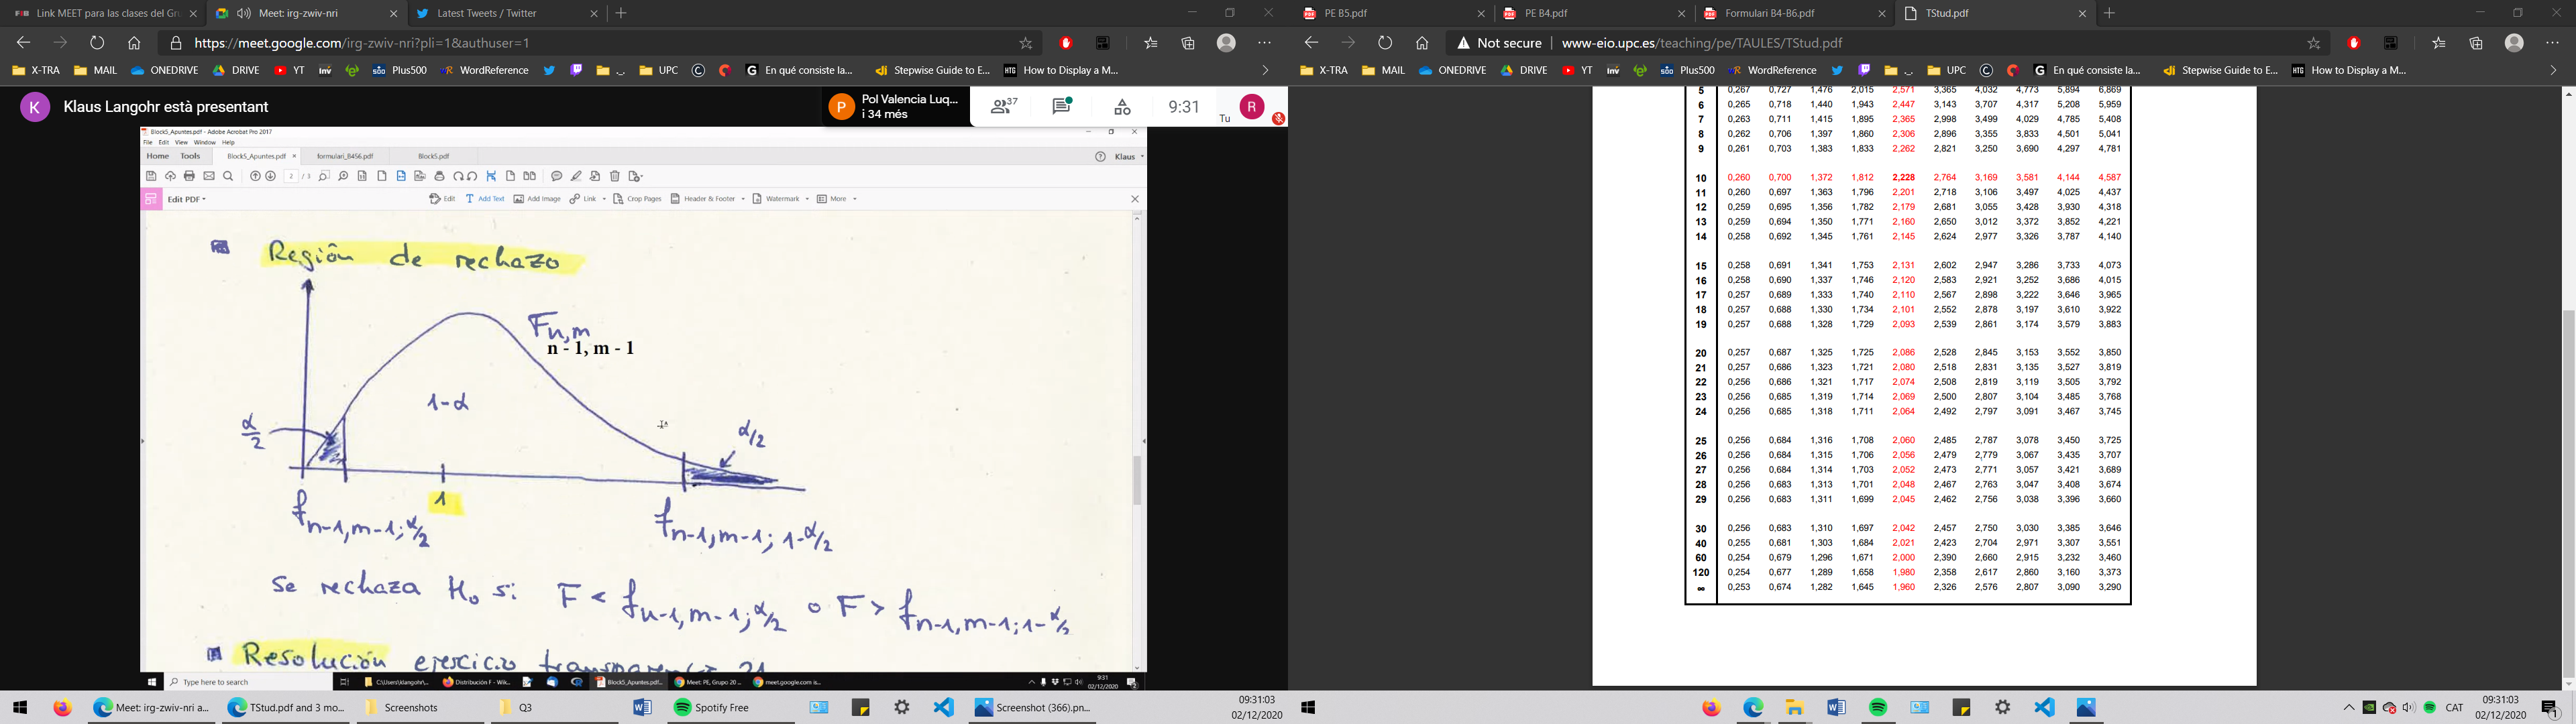 Link MEET para las clases del Gr
Meet: irg-zwiv-nri
Latest Tweets / Twitter
https://meet.google.com/irg-zwiv-nri?pli=1&authuser=1
X-TRA MAIL ONEDRIVE DRIVE YT inv Plus500 WordReference UPC En qué consiste la... Stepwise Guide to E... How to Display a M...
K Klaus Langohr està presentant
P Pol Valencia Luq... i 34 més
37
9:31
Tu
R
Block5_Apuntes.pdf - Adobe Acrobat Pro 2017
File Edit View Window Help
Home Tools Block5_Apuntes.pdf × formulari_B456.pdf Block5.pdf Klaus
2 / 3
Edit PDF Edit Add Text Add Image Link Crop Pages Header & Footer Watermark More
Región de rechazo
Fn,m
n - 1, m - 1
1-α
α/2
α/2
1
fn-1,m-1;α/2
fn-1,m-1; 1-α/2
Se rechaza H0 si F < fn-1,m-1;α/2 o F > fn-1,m-1;1-α/2
Resolución ejercicio
Type here to search C:\Users\klangohr\... Distribución F - Wik... Block5_Apuntes.pdf... Meet: PE, Grupo 20 ... meet.google.com is... 9:31
02/12/2020
Meet: irg-zwiv-nri a... TStud.pdf and 3 mo... Screenshots Q3 Spotify Free Screenshot (366).pn... 09:31:03
02/12/2020
PE B5.pdf
PE B4.pdf
Formulari B4-B6.pdf
TStud.pdf
Not secure | www-eio.upc.es/teaching/pe/TAULES/TStud.pdf
X-TRA MAIL ONEDRIVE DRIVE YT inv Plus500 WordReference UPC En qué consiste la... Stepwise Guide to E... How to Display a M...
5 0,267 0,727 1,476 2,015 2,571 3,365 4,032 4,773 5,894 6,869
6 0,265 0,718 1,440 1,943 2,447 3,143 3,707 4,317 5,208 5,959
7 0,263 0,711 1,415 1,895 2,365 2,998 3,499 4,029 4,785 5,408
8 0,262 0,706 1,397 1,860 2,306 2,896 3,355 3,833 4,501 5,041
9 0,261 0,703 1,383 1,833 2,262 2,821 3,250 3,690 4,297 4,781
10 0,260 0,700 1,372 1,812 2,228 2,764 3,169 3,581 4,144 4,587
11 0,260 0,697 1,363 1,796 2,201 2,718 3,106 3,497 4,025 4,437
12 0,259 0,695 1,356 1,782 2,179 2,681 3,055 3,428 3,930 4,318
13 0,259 0,694 1,350 1,771 2,160 2,650 3,012 3,372 3,852 4,221
14 0,258 0,692 1,345 1,761 2,145 2,624 2,977 3,326 3,787 4,140
15 0,258 0,691 1,341 1,753 2,131 2,602 2,947 3,286 3,733 4,073
16 0,258 0,690 1,337 1,746 2,120 2,583 2,921 3,252 3,686 4,015
17 0,257 0,689 1,333 1,740 2,110 2,567 2,898 3,222 3,646 3,965
18 0,257 0,688 1,330 1,734 2,101 2,552 2,878 3,197 3,610 3,922
19 0,257 0,688 1,328 1,729 2,093 2,539 2,861 3,174 3,579 3,883
20 0,257 0,687 1,325 1,725 2,086 2,528 2,845 3,153 3,552 3,850
21 0,257 0,686 1,323 1,721 2,080 2,518 2,831 3,135 3,527 3,819
22 0,256 0,686 1,321 1,717 2,074 2,508 2,819 3,119 3,505 3,792
23 0,256 0,685 1,319 1,714 2,069 2,500 2,807 3,104 3,485 3,768
24 0,256 0,685 1,318 1,711 2,064 2,492 2,797 3,091 3,467 3,745
25 0,256 0,684 1,316 1,708 2,060 2,485 2,787 3,078 3,450 3,725
26 0,256 0,684 1,315 1,706 2,056 2,479 2,779 3,067 3,435 3,707
27 0,256 0,684 1,314 1,703 2,052 2,473 2,771 3,057 3,421 3,689
28 0,256 0,683 1,313 1,701 2,048 2,467 2,763 3,047 3,408 3,674
29 0,256 0,683 1,311 1,699 2,045 2,462 2,756 3,038 3,396 3,660
30 0,256 0,683 1,310 1,697 2,042 2,457 2,750 3,030 3,385 3,646
40 0,255 0,681 1,303 1,684 2,021 2,423 2,704 2,971 3,307 3,551
60 0,254 0,679 1,296 1,671 2,000 2,390 2,660 2,915 3,232 3,460
120 0,254 0,677 1,289 1,658 1,980 2,358 2,617 2,860 3,160 3,373
∞ 0,253 0,674 1,282 1,645 1,960 2,326 2,576 2,807 3,090 3,290
CAT 09:31:03
02/12/2020